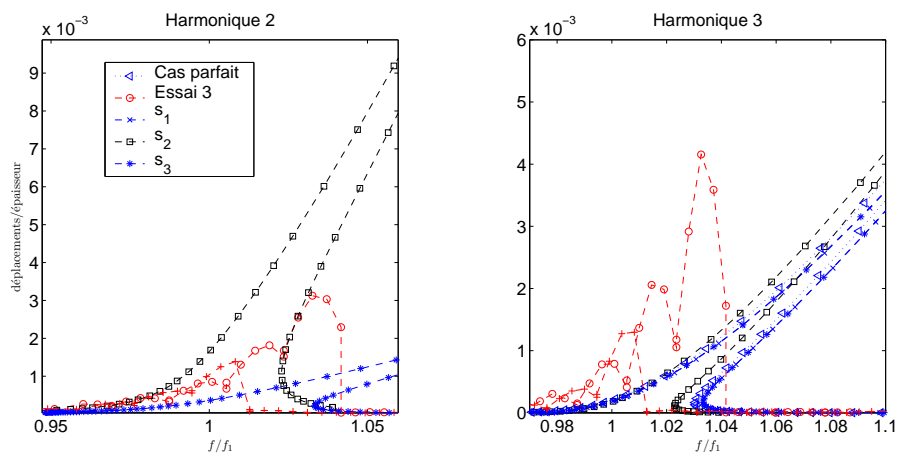 Harmonique 2
x 10⁻³
9
8
7
6
5
4
3
2
1
0.95
1
1.05
déplacements/épaisseur
f/f₁
Cas parfait
Essai 3
s₁
s₂
s₃
Harmonique 3
x 10⁻³
6
5
4
3
2
1
0
0.98
1
1.02
1.04
1.06
1.08
1.1
f/f₁